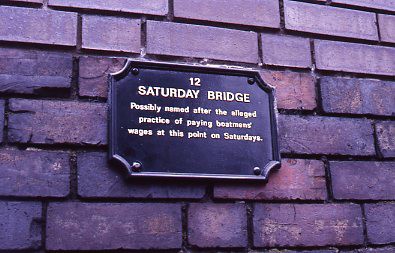 12
SATURDAY BRIDGE
Possibly named after the alleged
practice of paying boatmens'
wages at this point on Saturdays.